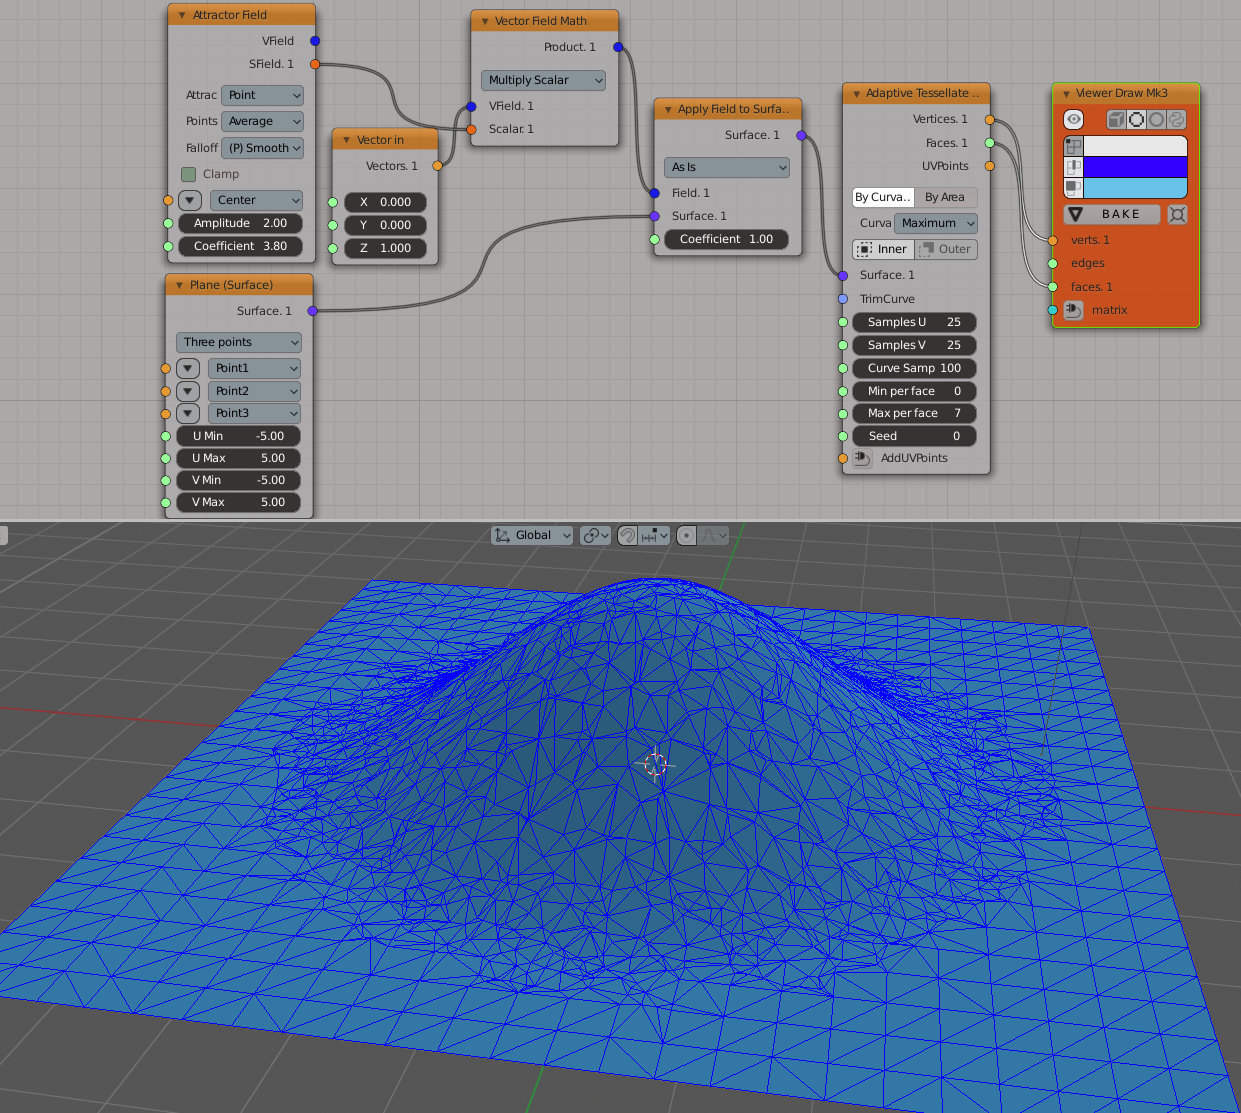 Attractor Field
VField
SField. 1
Attrac Point
Points Average
Falloff (P) Smooth
Clamp
Center
Amplitude 2.00
Coefficient 3.80
Plane (Surface)
Surface. 1
Three points
Point1
Point2
Point3
U Min -5.00
U Max 5.00
V Min -5.00
V Max 5.00
Vector in
Vectors. 1
X 0.000
Y 0.000
Z 1.000
Vector Field Math
Product. 1
Multiply Scalar
VField. 1
Scalar. 1
Apply Field to Surfa..
Surface. 1
As Is
Field. 1
Surface. 1
Coefficient 1.00
Adaptive Tessellate ..
Vertices. 1
Faces. 1
UVPoints
By Curva.. By Area
Curva Maximum
Inner Outer
Surface. 1
TrimCurve
Samples U 25
Samples V 25
Curve Samp 100
Min per face 0
Max per face 7
Seed 0
AddUVPoints
Viewer Draw Mk3
BAKE
verts. 1
edges
faces. 1
matrix
Global